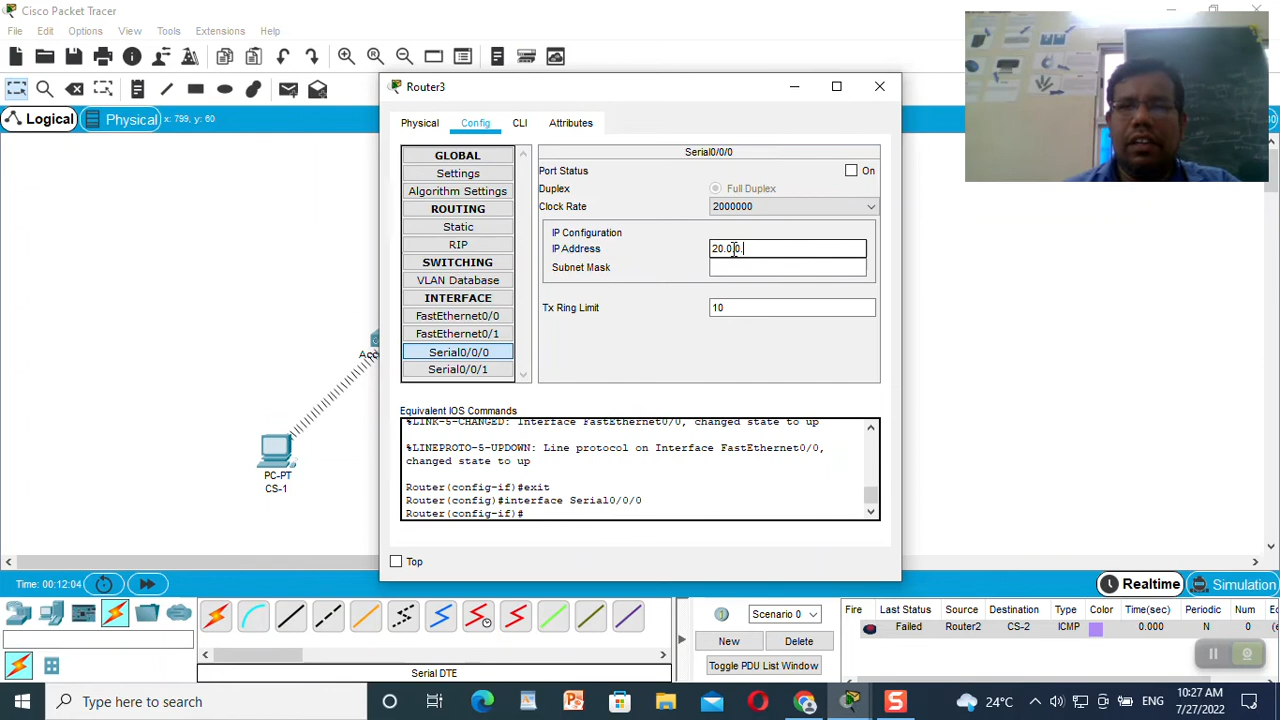 Cisco Packet Tracer
File Edit Options View Tools Extensions Help
Logical Physical x: 799, y: 60
Router3
Physical Config CLI Attributes
GLOBAL
Settings
Algorithm Settings
ROUTING
Static
RIP
SWITCHING
VLAN Database
INTERFACE
FastEthernet0/0
FastEthernet0/1
Serial0/0/0
Serial0/0/1
Serial0/0/0
Port Status On
Duplex Full Duplex
Clock Rate 2000000
IP Configuration
IP Address 20.0.0.
Subnet Mask
Tx Ring Limit 10
Equivalent IOS Commands
%LINK-5-CHANGED: Interface FastEthernet0/0, changed state to up
%LINEPROTO-5-UPDOWN: Line protocol on Interface FastEthernet0/0,
changed state to up
Router(config-if)#exit
Router(config)#interface Serial0/0/0
Router(config-if)#
Top
PC-PT
CS-1
Time: 00:12:04
Realtime Simulation
Scenario 0
New Delete
Toggle PDU List Window
Fire Last Status Source Destination Type Color Time(sec) Periodic Num
Failed Router2 CS-2 ICMP 0.000 N 0
Serial DTE
Type here to search
24°C
ENG
10:27 AM
7/27/2022